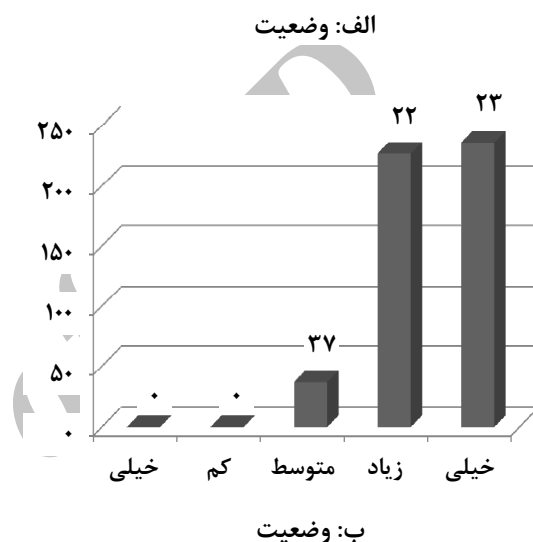 الف: وضعیت
۲۳
۲۲
۲۵۰
۲۰۰
۱۵۰
۱۰۰
۳۷
۵۰
۰
۰
۰
خیلی
کم
متوسط
زیاد
خیلی
ب: وضعیت